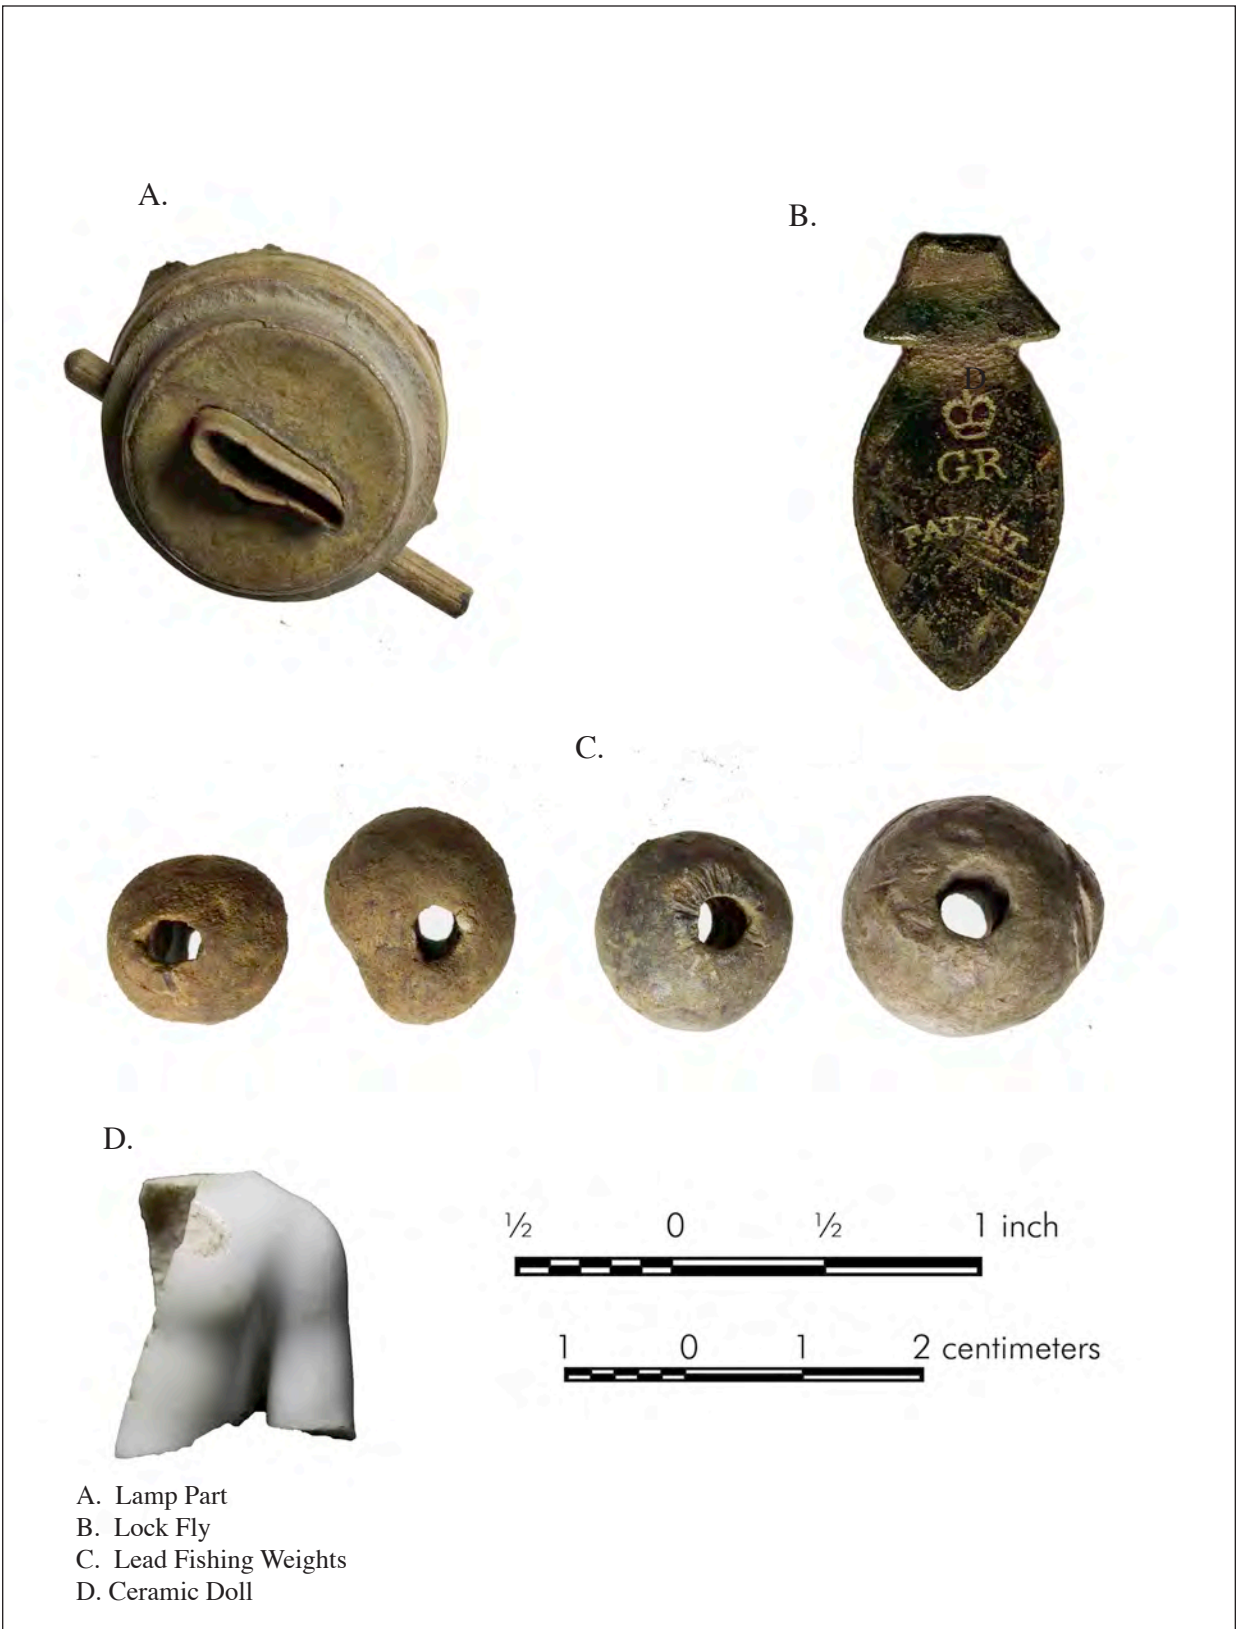 A.
B.
D
GR
PATENT
C.
D.
½ 0 ½ 1 inch
1 0 1 2 centimeters
A. Lamp Part
B. Lock Fly
C. Lead Fishing Weights
D. Ceramic Doll